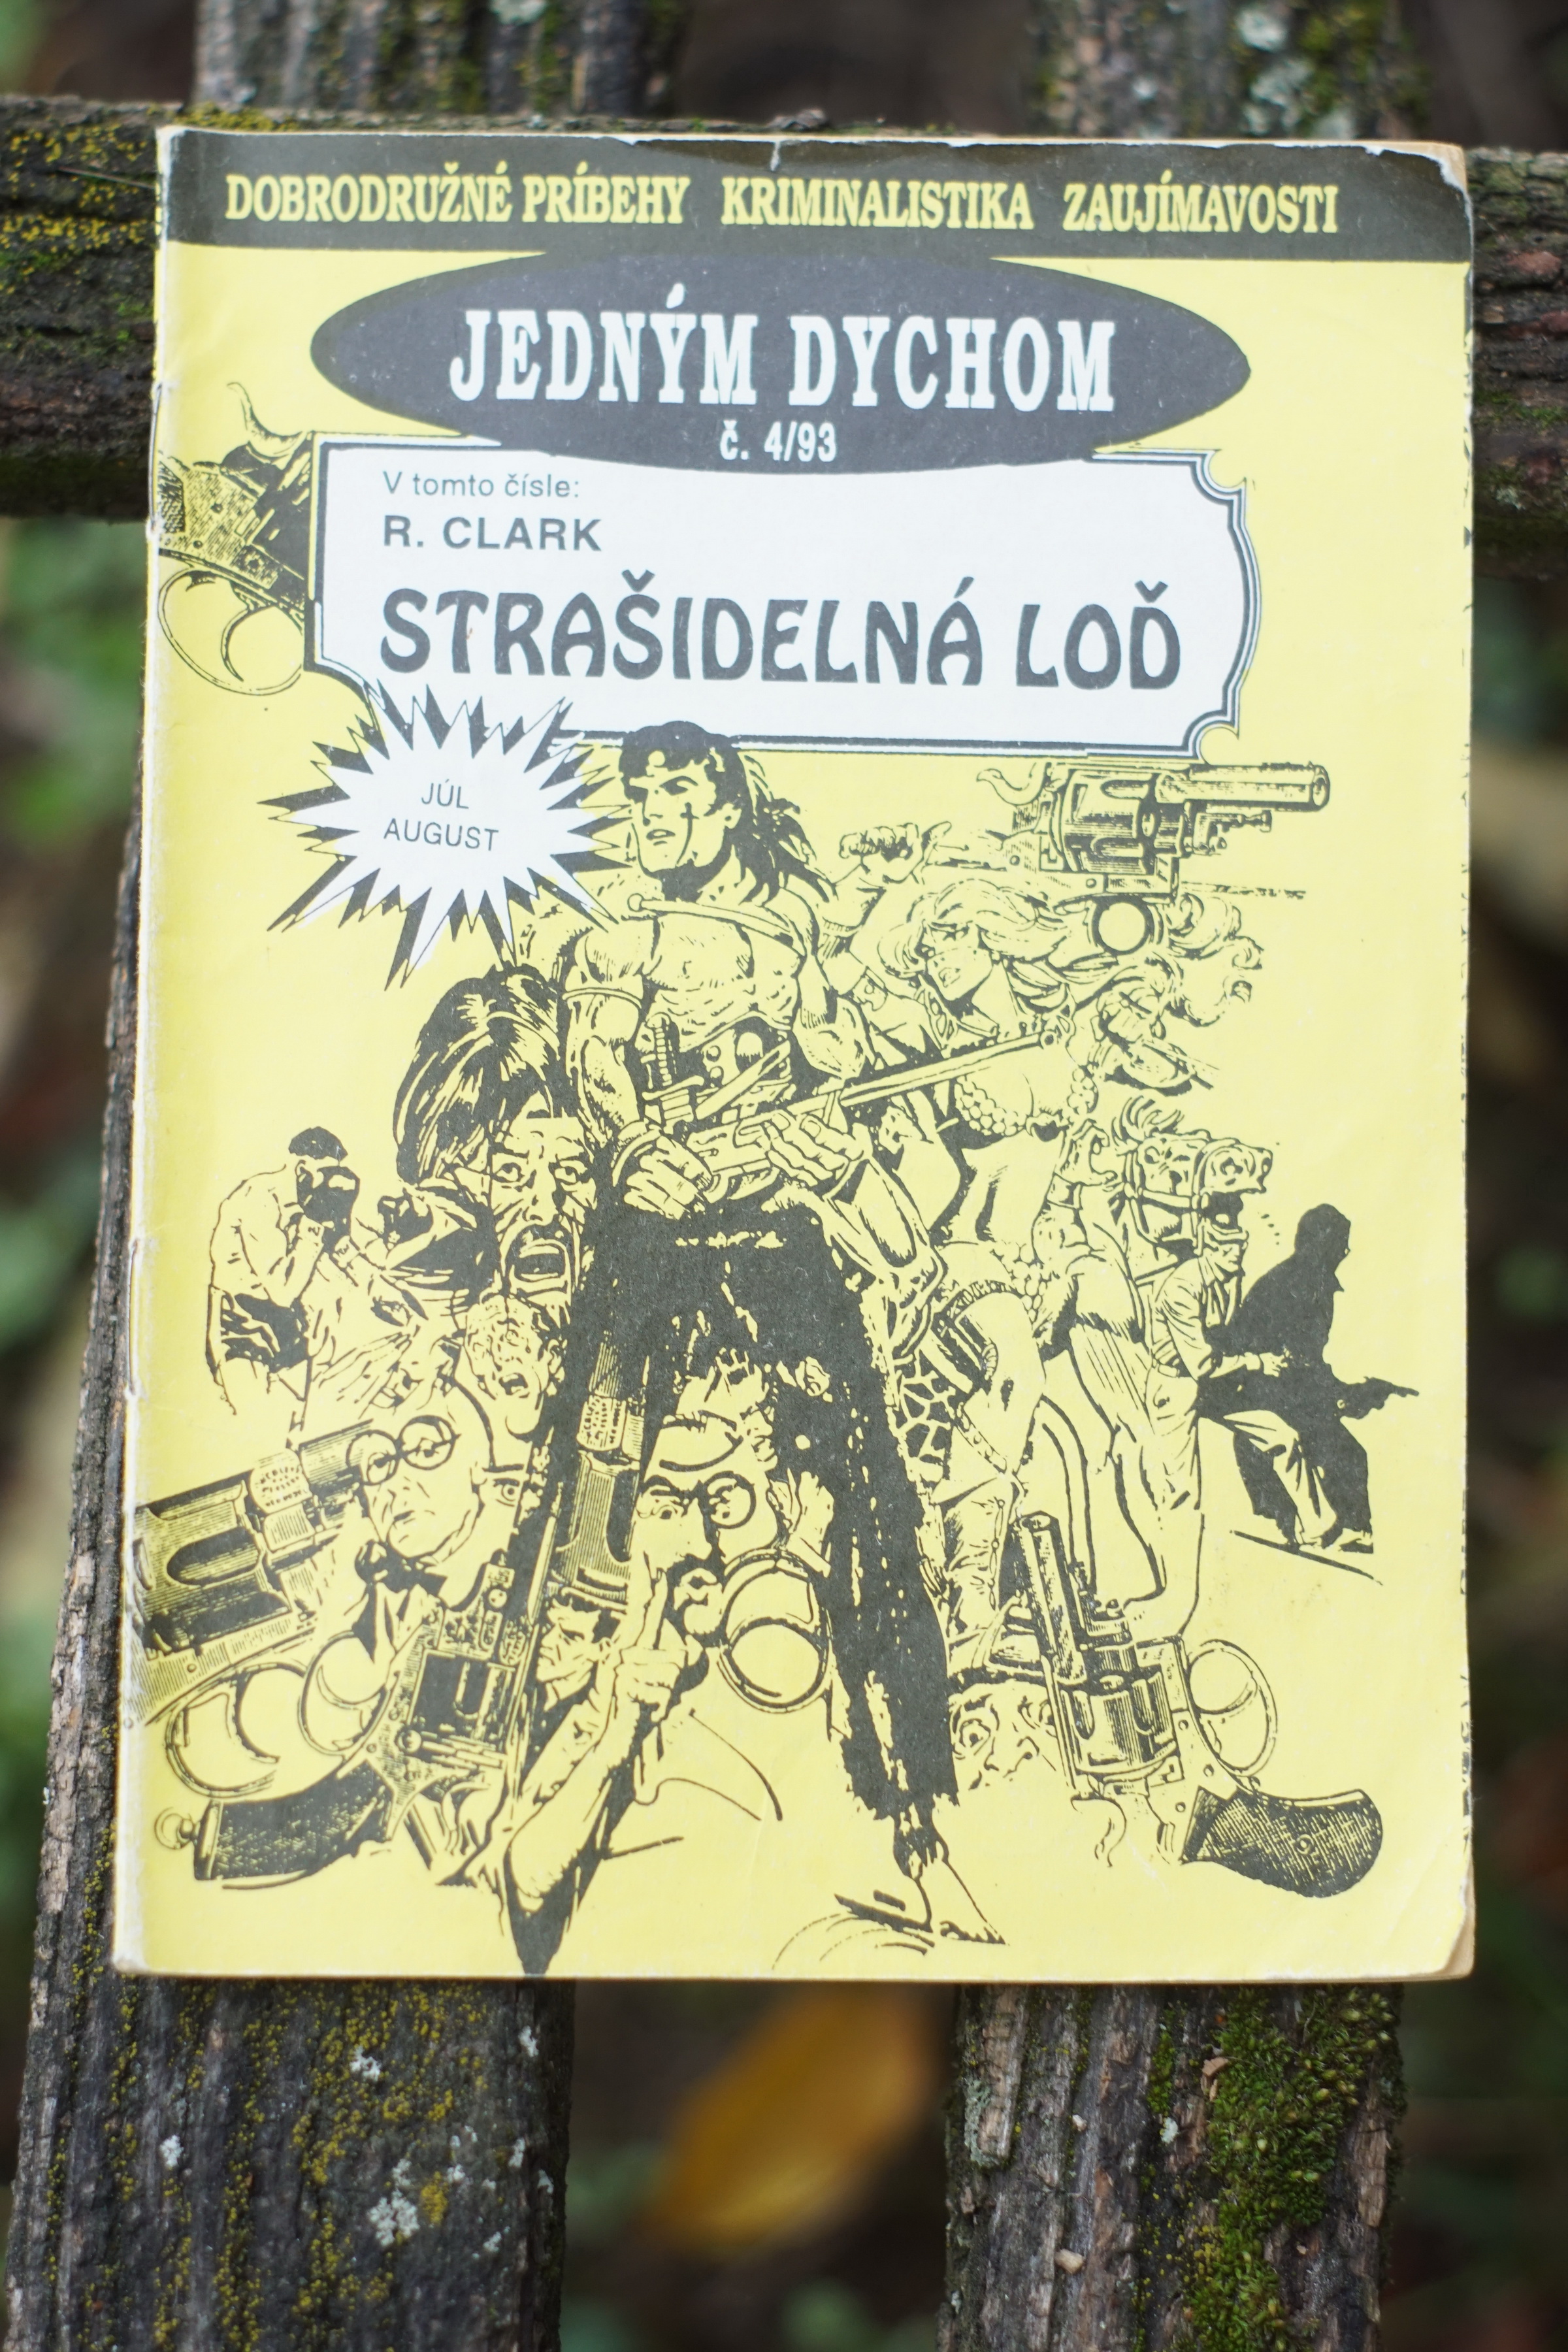 DOBRODRUŽNÉ PRÍBEHY KRIMINALISTIKA ZAUJÍMAVOSTI
JEDNÝM DYCHOM
č. 4/93
V tomto čísle:
R. CLARK
STRAŠIDELNÁ LOĎ
JÚL
AUGUST